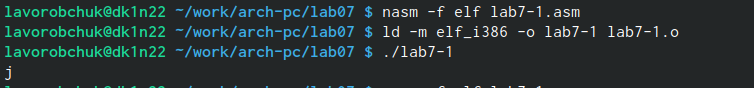 lavorobchuk@dk1n22 ~/work/arch-pc/lab07 $ nasm -f elf lab7-1.asm
lavorobchuk@dk1n22 ~/work/arch-pc/lab07 $ ld -m elf_i386 -o lab7-1 lab7-1.o
lavorobchuk@dk1n22 ~/work/arch-pc/lab07 $ ./lab7-1
j